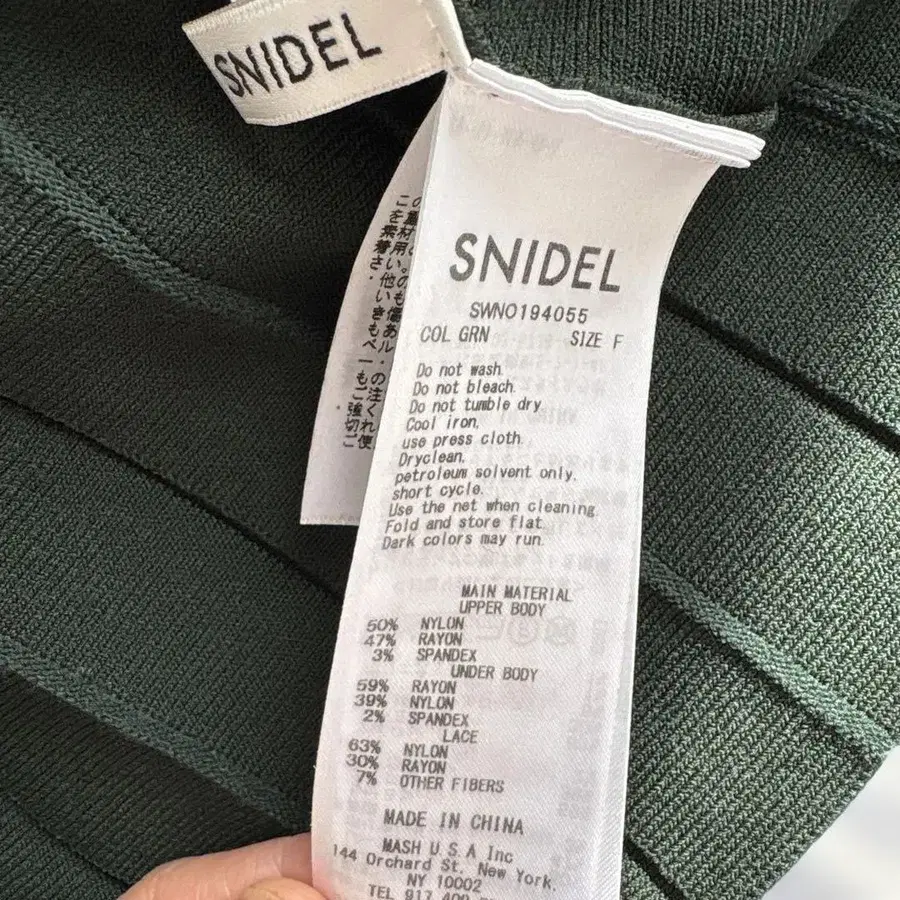 SNIDEL
SNIDEL
SWNO194055
COL GRN SIZE F
Do not wash.
Do not bleach.
Do not tumble dry.
Cool iron,
use press cloth.
Dryclean,
petroleum solvent only,
short cycle.
Use the net when cleaning.
Fold and store flat.
Dark colors may run.
MAIN MATERIAL
UPPER BODY
50% NYLON
47% RAYON
3% SPANDEX
UNDER BODY
59% RAYON
39% NYLON
2% SPANDEX
LACE
63% NYLON
30% RAYON
7% OTHER FIBERS
MADE IN CHINA
MASH U.S.A Inc
144 Orchard St. New York.
NY 10002
TEL 917